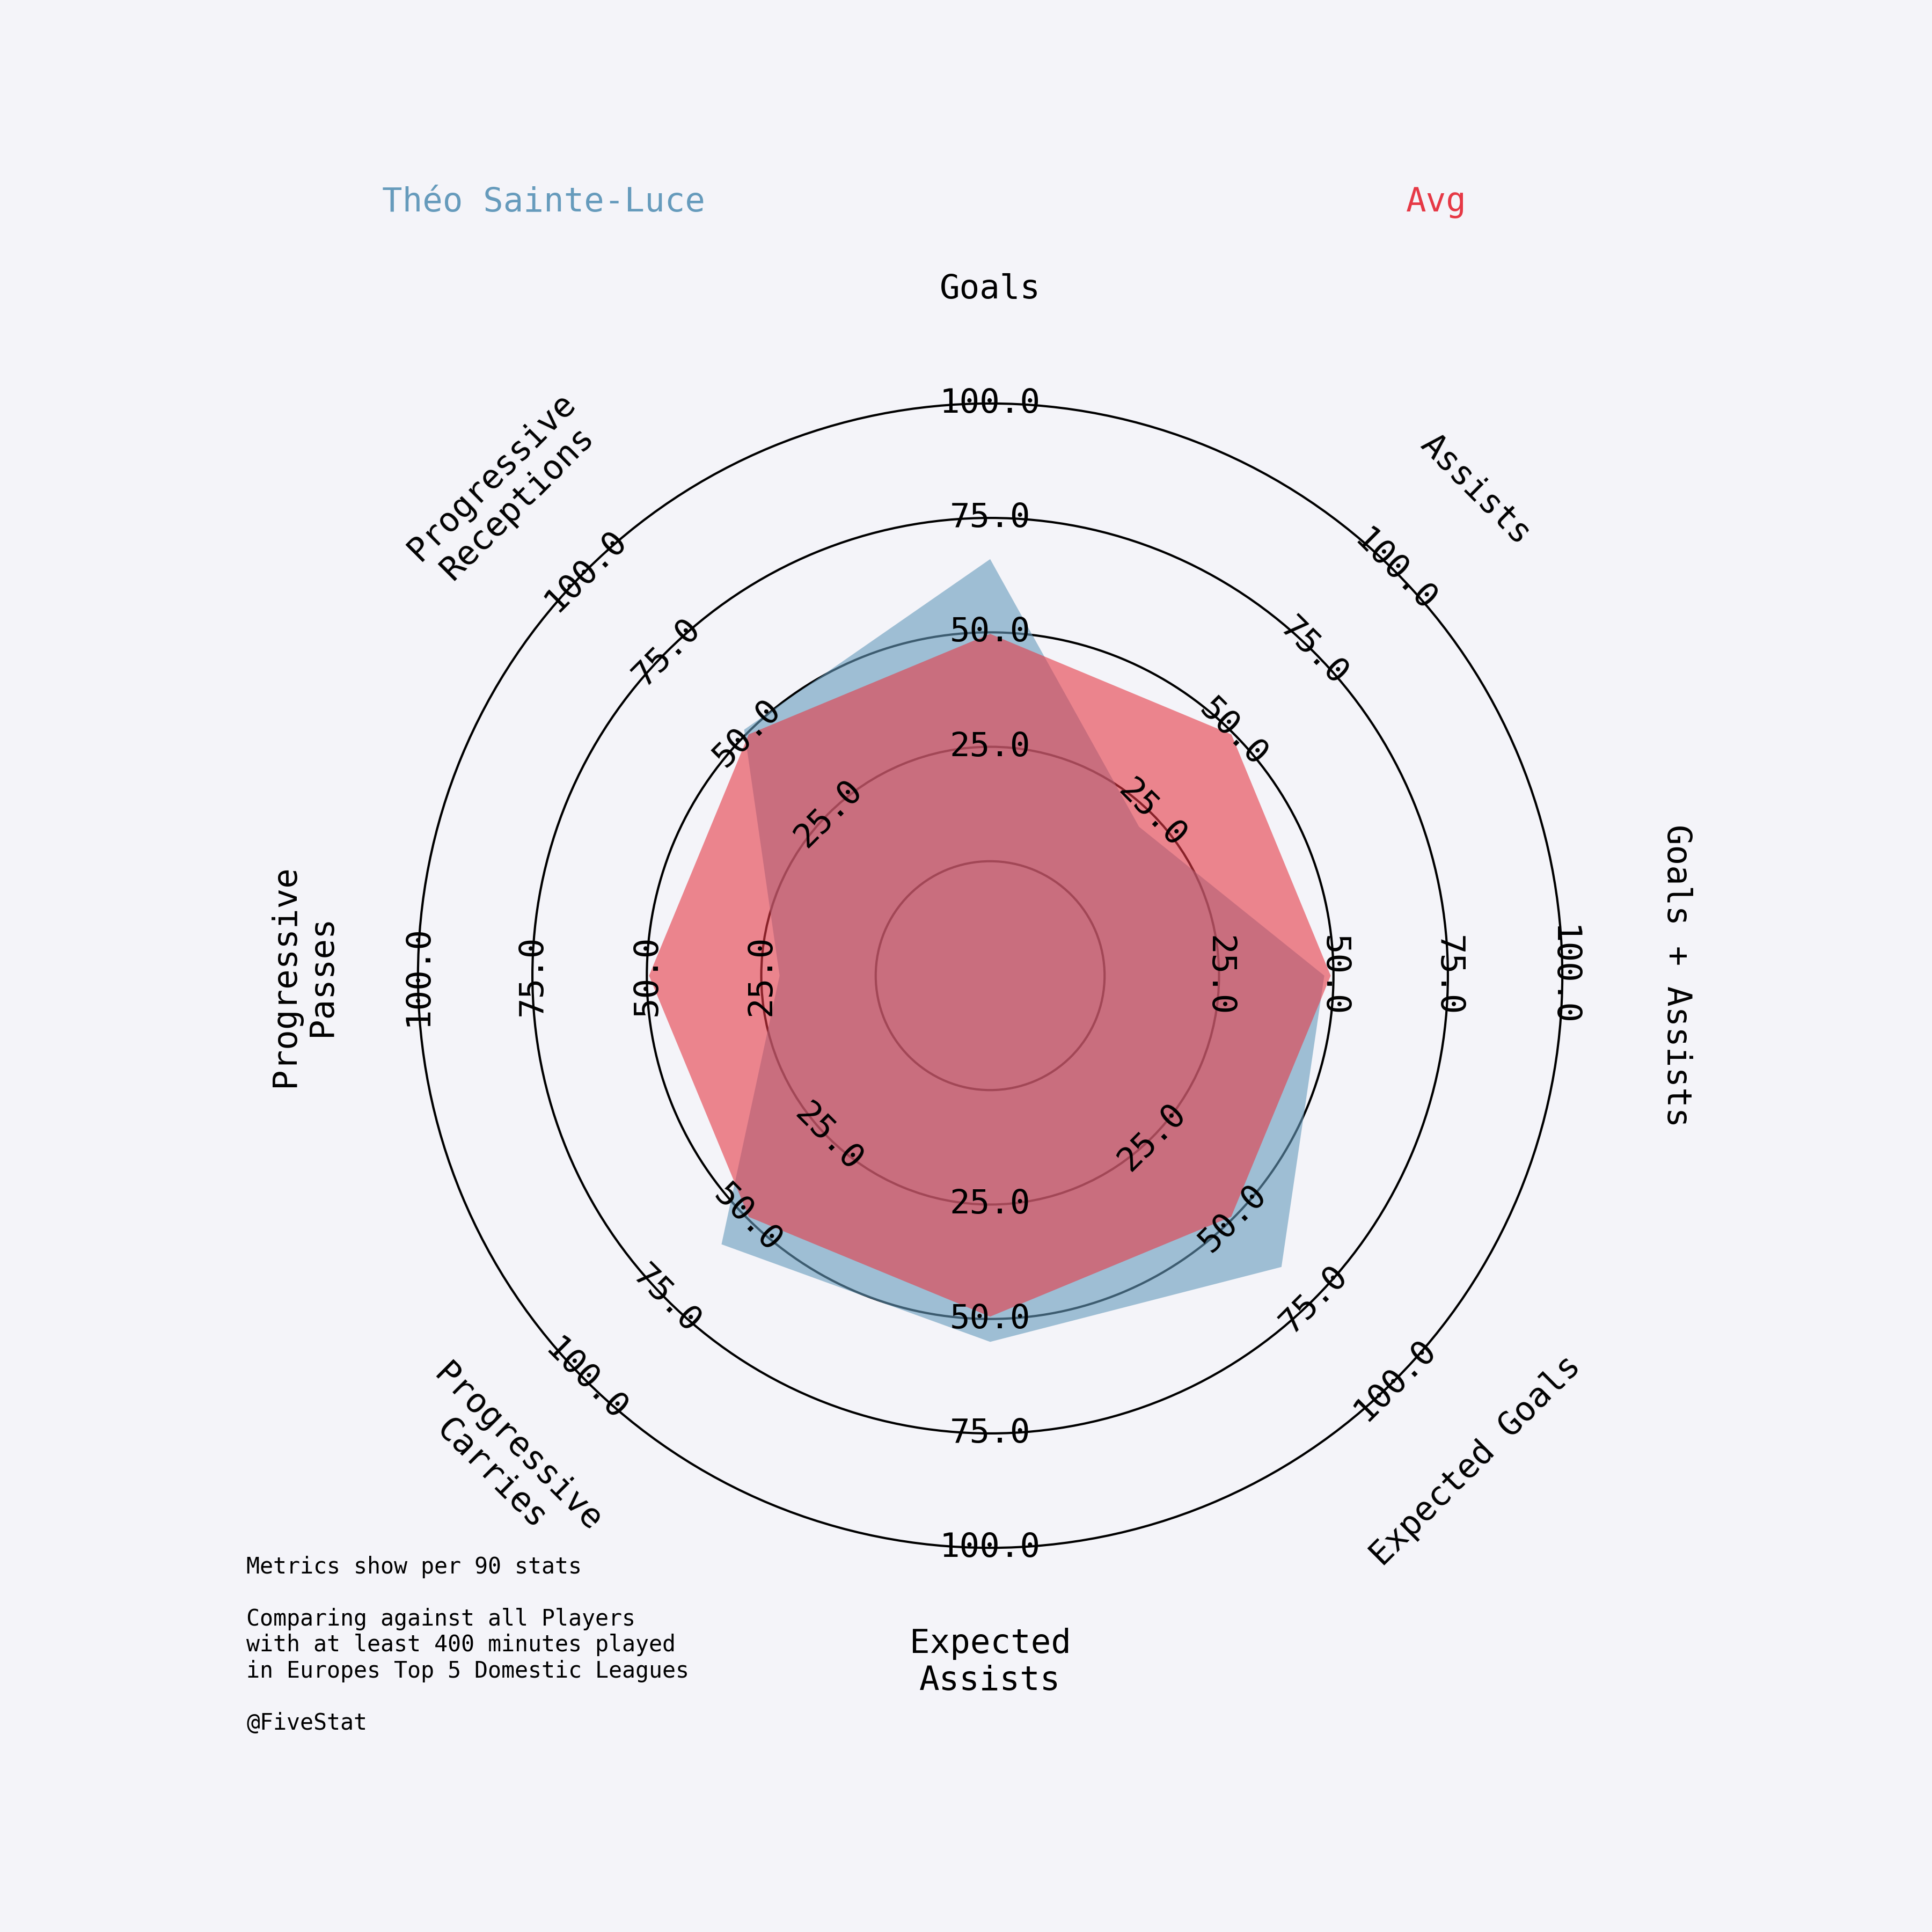 Théo Sainte-Luce
Avg
Goals
Assists
Goals + Assists
Expected Goals
Expected
Assists
Progressive
Carries
Progressive
Passes
Progressive
Receptions
25.0
50.0
75.0
100.0
25.0
50.0
75.0
100.0
25.0
50.0
75.0
100.0
25.0
50.0
75.0
100.0
25.0
50.0
75.0
100.0
25.0
50.0
75.0
100.0
25.0
50.0
75.0
100.0
25.0
50.0
75.0
100.0
Metrics show per 90 stats
Comparing against all Players
with at least 400 minutes played
in Europes Top 5 Domestic Leagues
@FiveStat